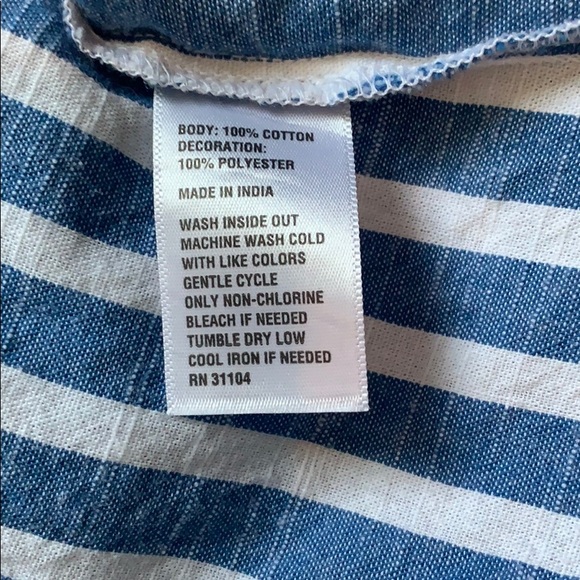 BODY: 100% COTTON
DECORATION:
100% POLYESTER
MADE IN INDIA
WASH INSIDE OUT
MACHINE WASH COLD
WITH LIKE COLORS
GENTLE CYCLE
ONLY NON-CHLORINE
BLEACH IF NEEDED
TUMBLE DRY LOW
COOL IRON IF NEEDED
RN 31104